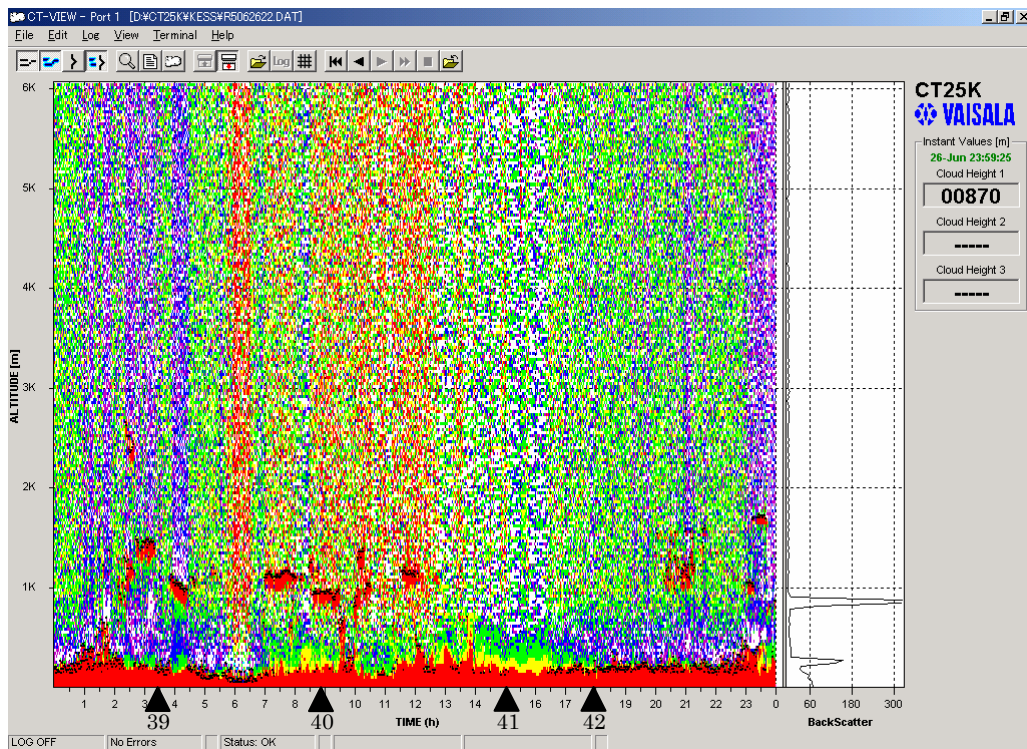 CT-VIEW - Port 1 [D:¥CT25K¥KESS¥R5062622.DAT]
File Edit Log View Terminal Help
Log
CT25K
VAISALA
Instant Values [m]
26-Jun 23:59:25
Cloud Height 1
00870
Cloud Height 2
-----
Cloud Height 3
-----
ALTITUDE [m]
6K
5K
4K
3K
2K
1K
1 2 3 4 5 6 7 8 9 10 11 12 13 14 15 16 17 18 19 20 21 22 23 0
0 60 120 180 240 300
39 40 41 42
TIME (h)
BackScatter
LOG OFF No Errors Status: OK